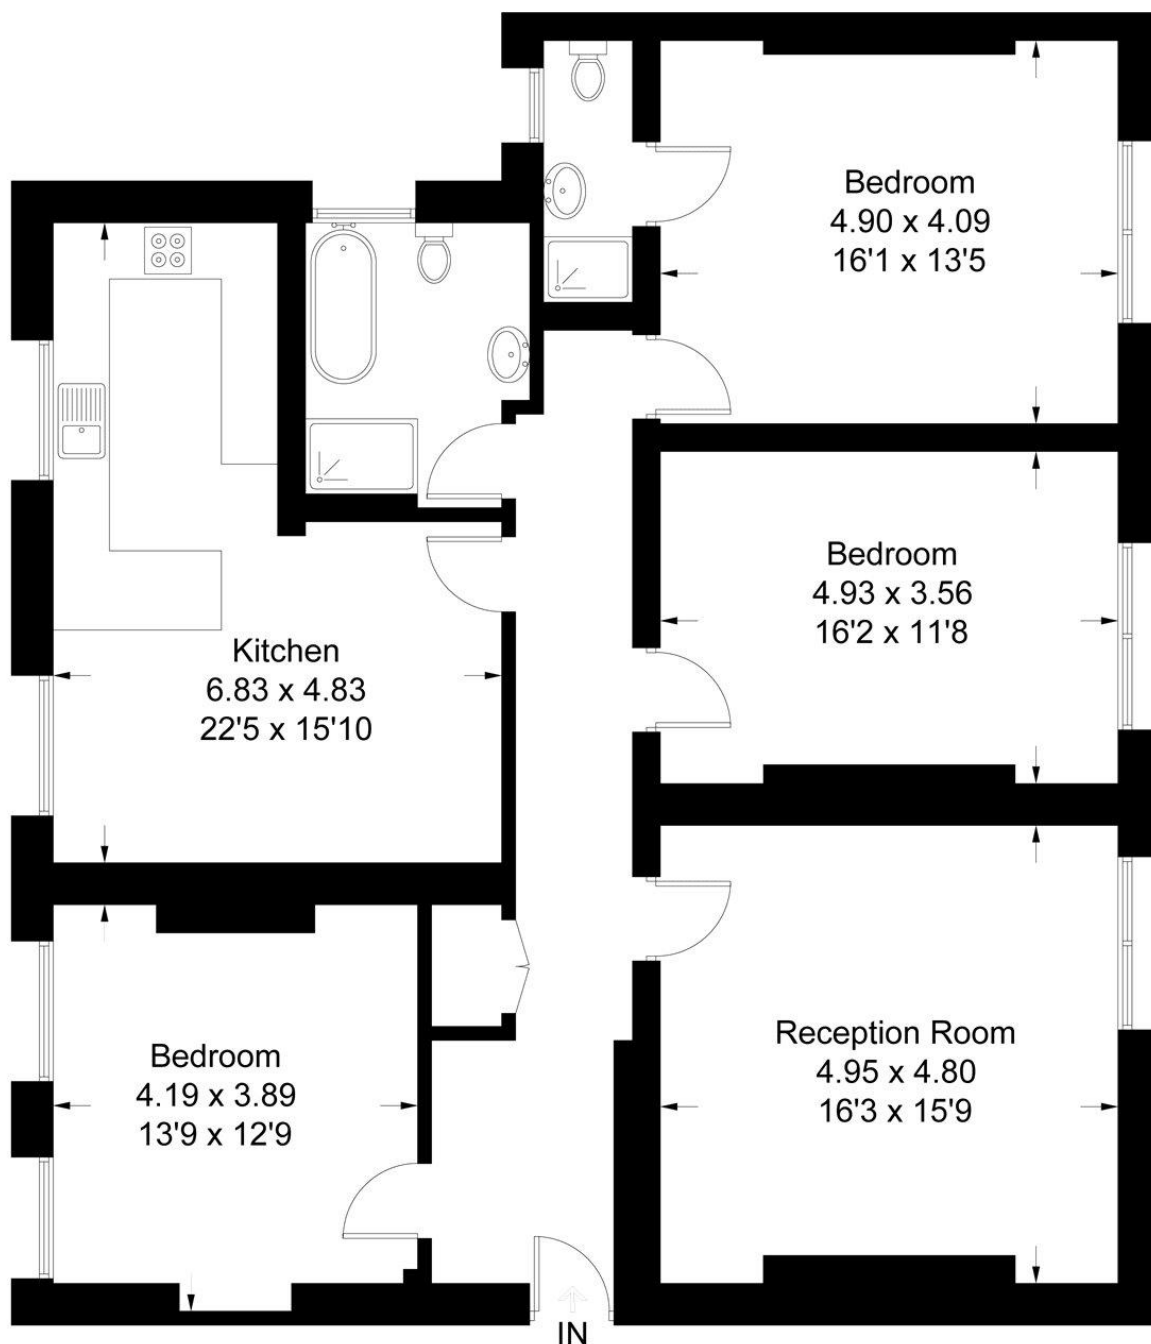 Bedroom
4.90 x 4.09
16'1 x 13'5
Bedroom
4.93 x 3.56
16'2 x 11'8
Kitchen
6.83 x 4.83
22'5 x 15'10
Reception Room
4.95 x 4.80
16'3 x 15'9
Bedroom
4.19 x 3.89
13'9 x 12'9
IN